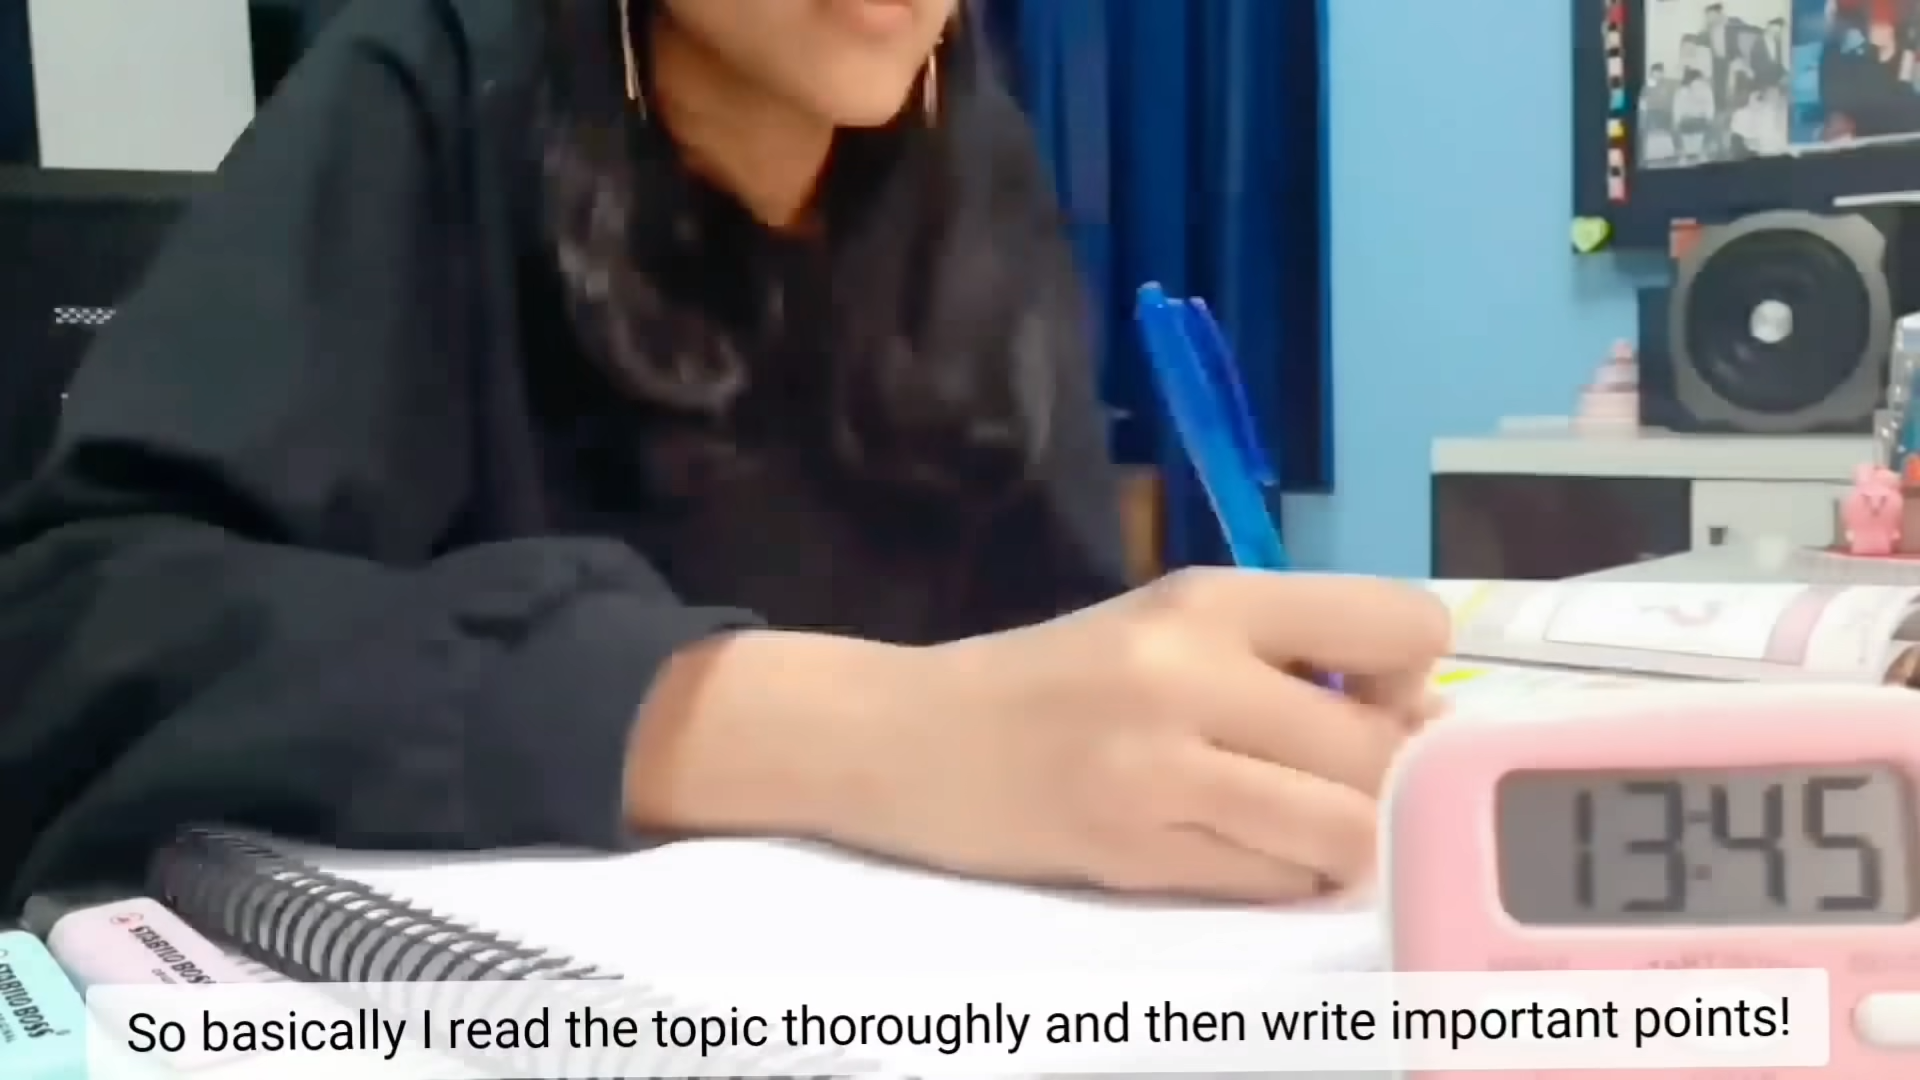 13:45
STABILO BOSS
STABILO BOSS
So basically I read the topic thoroughly and then write important points!